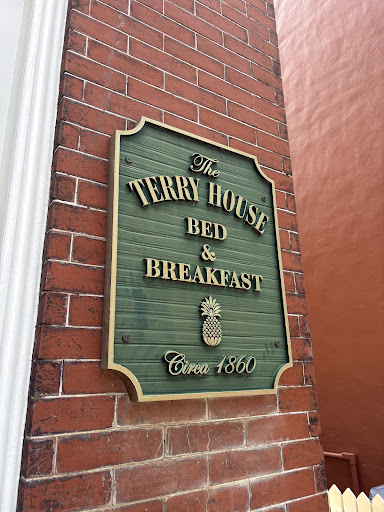 The
TERRY HOUSE
BED
&
BREAKFAST
Circa 1860